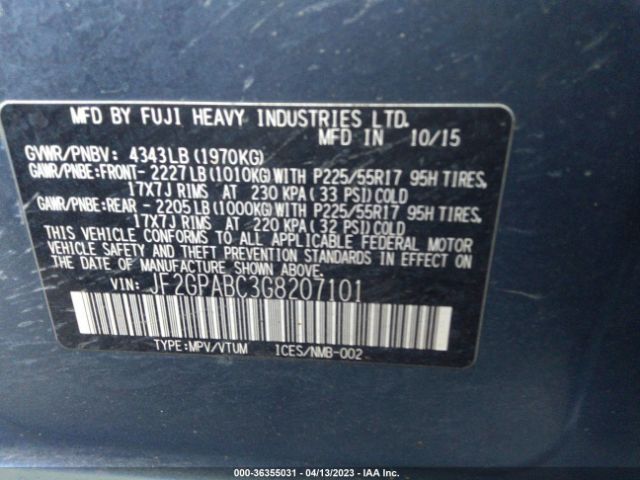 MFD BY FUJI HEAVY INDUSTRIES LTD.
MFD IN 10/15
GVWR/PNBV: 4343LB (1970KG)
GAWR/PNBE:FRONT- 2227LB (1010KG) WITH P225/55R17 95H TIRES,
17X7J RIMS AT 230 KPA (33 PSI) COLD
GAWR/PNBE:REAR - 2205LB (1000KG) WITH P225/55R17 95H TIRES,
17X7J RIMS AT 220 KPA (32 PSI) COLD
THIS VEHICLE CONFORMS TO ALL APPLICABLE FEDERAL MOTOR
VEHICLE SAFETY AND THEFT PREVENTION STANDARDS IN EFFECT
ON THE DATE OF MANUFACTURE SHOWN ABOVE.
VIN: JF2GPABC3G8207101
TYPE:MPV/VTUM ICES/NMB-002
000-36355031 - 04/13/2023 - IAA Inc.